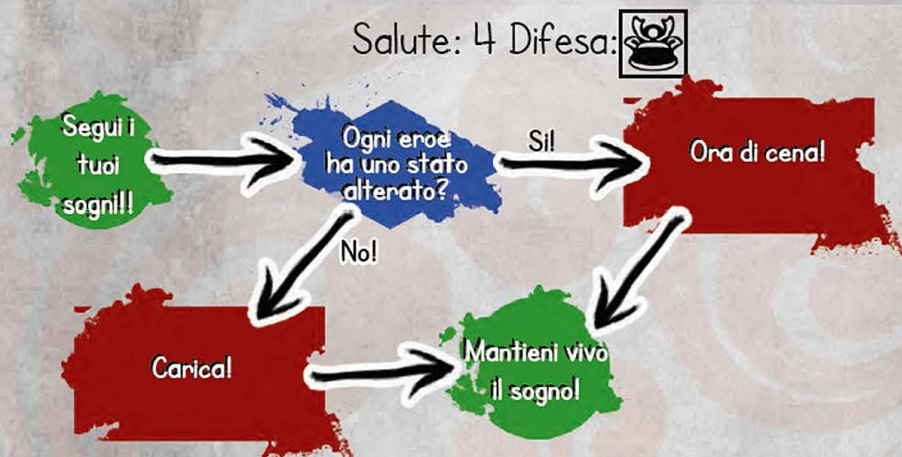 Salute: 4 Difesa:
Segui i
tuoi
sogni!!
Ogni eroe
ha uno stato
alterato?
Si!
Ora di cena!
No!
Carica!
Mantieni vivo
il sogno!